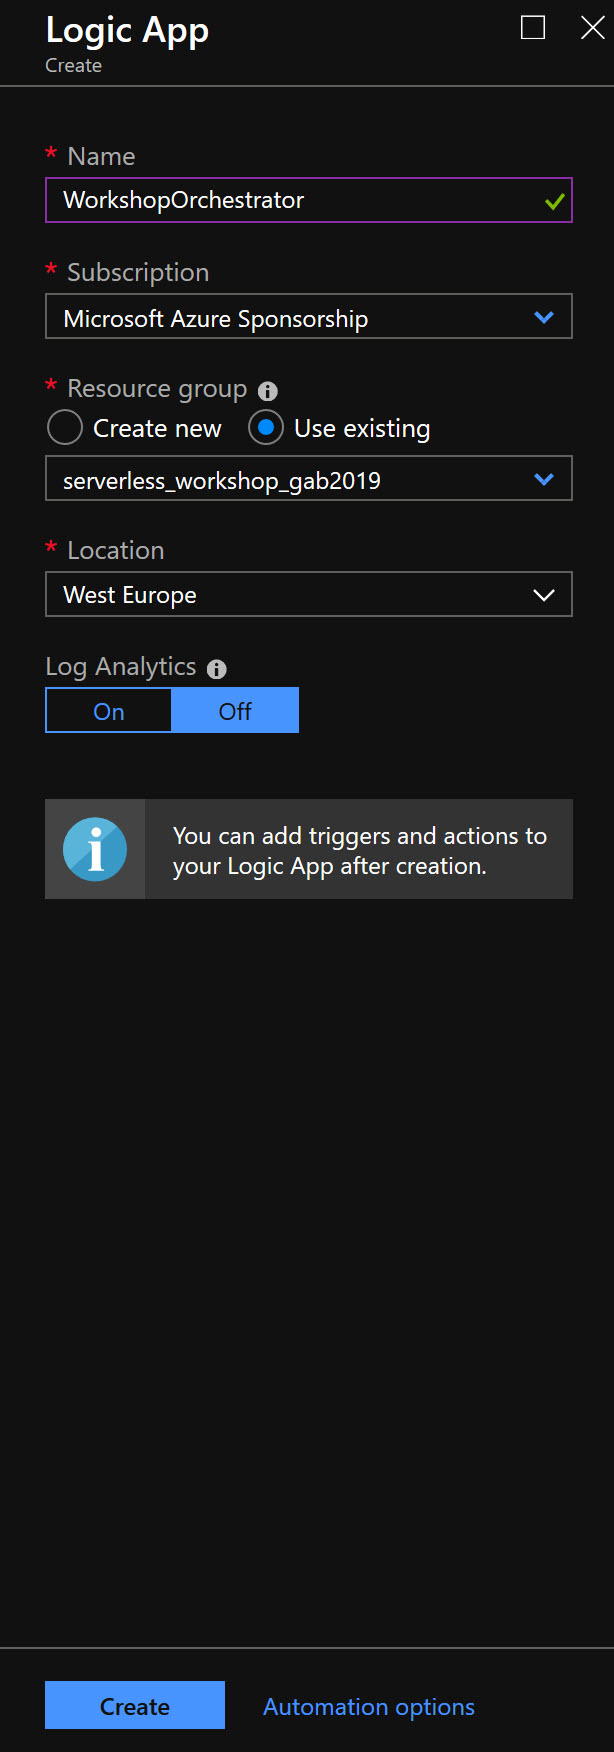 Logic App
Create
* Name
WorkshopOrchestrator
* Subscription
Microsoft Azure Sponsorship
* Resource group
Create new Use existing
serverless_workshop_gab2019
* Location
West Europe
Log Analytics
On Off
You can add triggers and actions to
your Logic App after creation.
Create Automation options